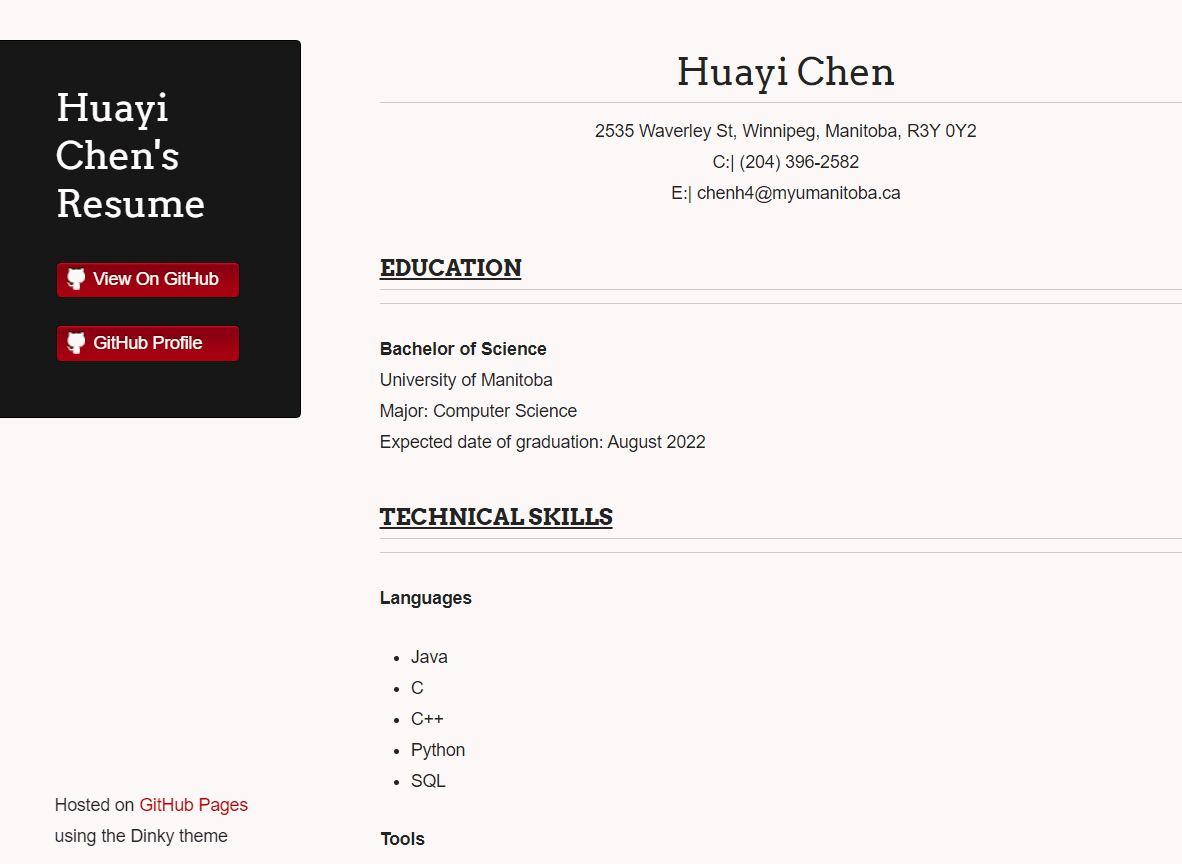 Huayi
Chen's
Resume
View On GitHub
GitHub Profile
Hosted on GitHub Pages
using the Dinky theme
Huayi Chen
2535 Waverley St, Winnipeg, Manitoba, R3Y 0Y2
C:| (204) 396-2582
E:| chenh4@myumanitoba.ca
EDUCATION
Bachelor of Science
University of Manitoba
Major: Computer Science
Expected date of graduation: August 2022
TECHNICAL SKILLS
Languages
Java
C
C++
Python
SQL
Tools